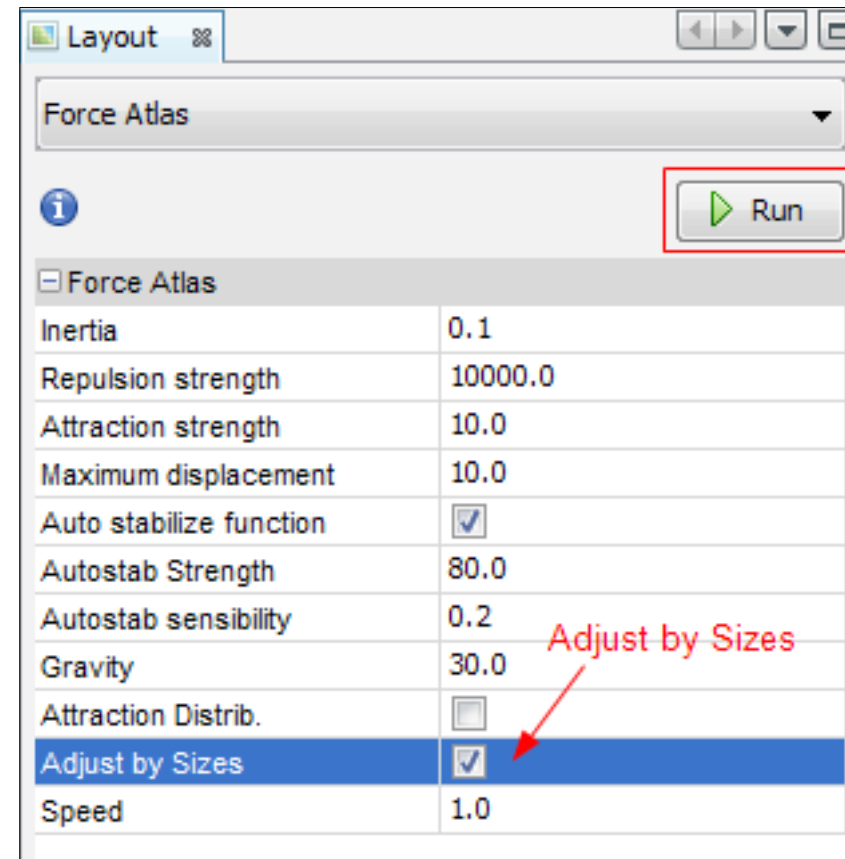 Layout
Force Atlas
Run
Force Atlas
Inertia 0.1
Repulsion strength 10000.0
Attraction strength 10.0
Maximum displacement 10.0
Auto stabilize function
Autostab Strength 80.0
Autostab sensibility 0.2
Adjust by Sizes
Gravity 30.0
Attraction Distrib.
Adjust by Sizes
Speed 1.0